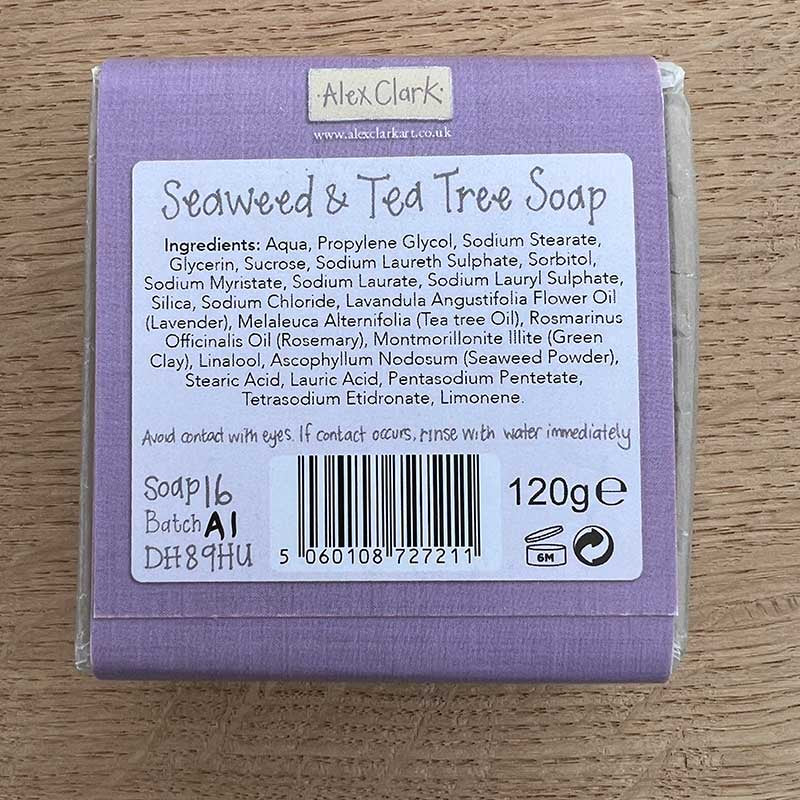 ·Alex Clark·
www.alexclarkart.co.uk
Seaweed & Tea Tree Soap
Ingredients: Aqua, Propylene Glycol, Sodium Stearate,
Glycerin, Sucrose, Sodium Laureth Sulphate, Sorbitol,
Sodium Myristate, Sodium Laurate, Sodium Lauryl Sulphate,
Silica, Sodium Chloride, Lavandula Angustifolia Flower Oil
(Lavender), Melaleuca Alternifolia (Tea tree Oil), Rosmarinus
Officinalis Oil (Rosemary), Montmorillonite Illite (Green
Clay), Linalool, Ascophyllum Nodosum (Seaweed Powder),
Stearic Acid, Lauric Acid, Pentasodium Pentetate,
Tetrasodium Etidronate, Limonene.
Avoid contact with eyes. If contact occurs, rinse with water immediately
Soap16
Batch A1
DH8 9HU
5 060108 727211
120g℮
6M